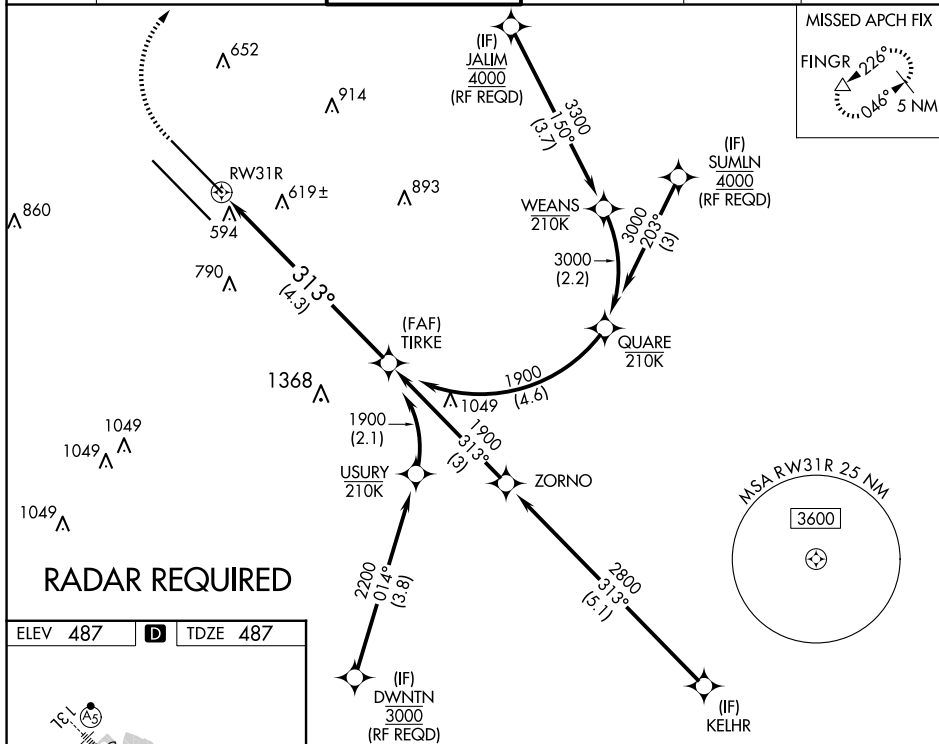 MISSED APCH FIX
FINGR
226°
046°
5 NM
652
914
(IF)
JALIM
4000
(RF REQD)
3300
150°
(3.7)
(IF)
SUMLN
4000
(RF REQD)
RW31R
619±
893
WEANS
210K
3000
203°
(3)
860
594
3000
(2.2)
790
313°
(4.3)
(FAF)
TIRKE
QUARE
210K
1368
1900
(4.6)
1049
1900
(2.1)
1900
313°
(3)
1049
1049
USURY
210K
ZORNO
MSA RW31R 25 NM
3600
1049
RADAR REQUIRED
2200
014°
(3.8)
2800
313°
(5.1)
ELEV 487 D TDZE 487
(IF)
DWNTN
3000
(RF REQD)
(IF)
KELHR
13L
A5